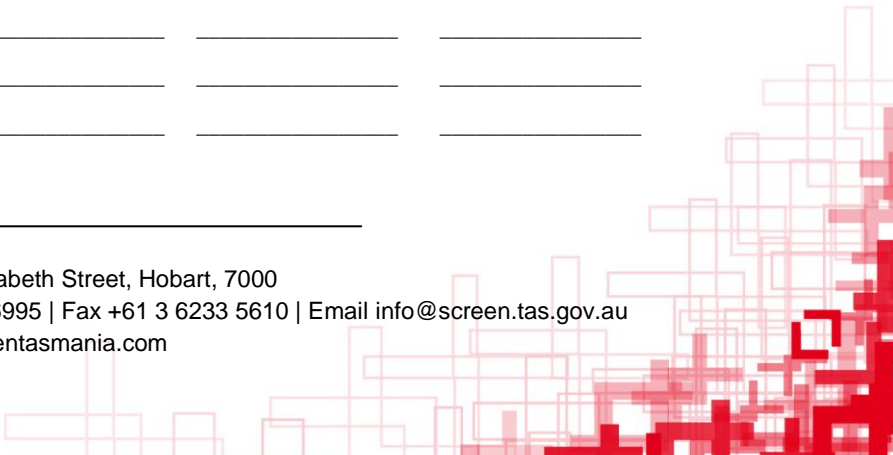 abeth Street, Hobart, 7000
6995 | Fax +61 3 6233 5610 | Email info@screen.tas.gov.au
entasmania.com